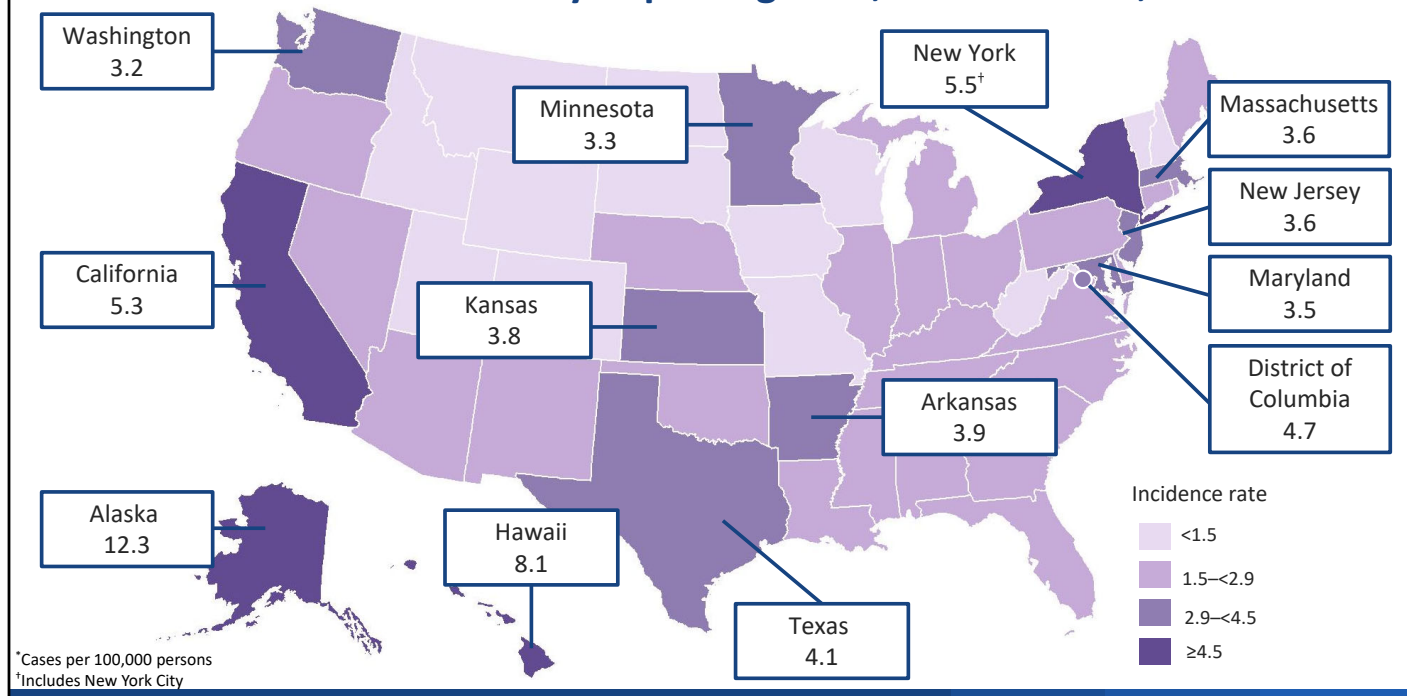 Washington
3.2
New York
5.5†
Minnesota
3.3
Massachusetts
3.6
New Jersey
3.6
California
5.3
Maryland
3.5
Kansas
3.8
District of
Columbia
4.7
Arkansas
3.9
Alaska
12.3
Hawaii
8.1
Texas
4.1
Incidence rate
<1.5
1.5–<2.9
2.9–<4.5
≥4.5
*Cases per 100,000 persons
†Includes New York City